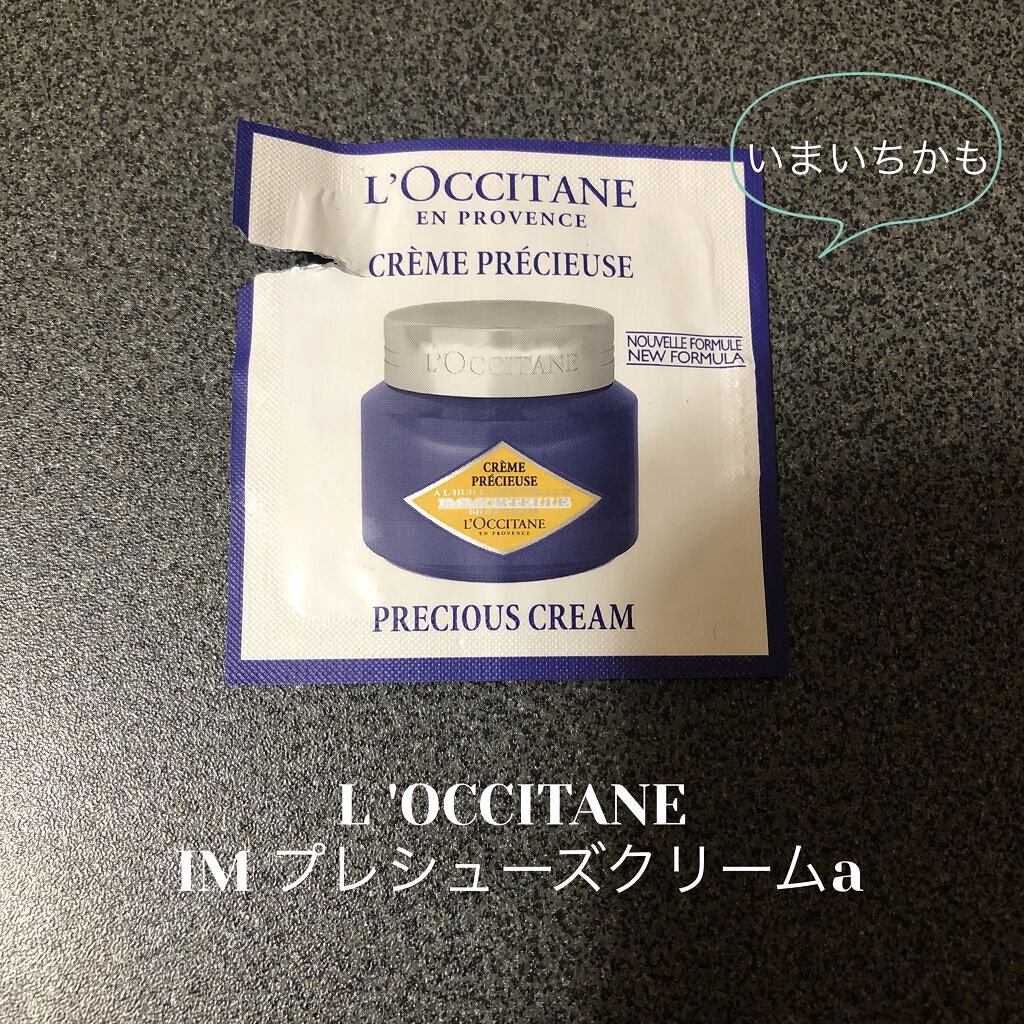 いまいちかも
L'OCCITANE
EN PROVENCE
CRÈME PRÉCIEUSE
NOUVELLE FORMULE
NEW FORMULA
L'OCCITANE
CRÈME
PRÉCIEUSE
IMMORTELLE
L'OCCITANE
EN PROVENCE
PRECIOUS CREAM
L 'OCCITANE
IM プレシューズクリームa